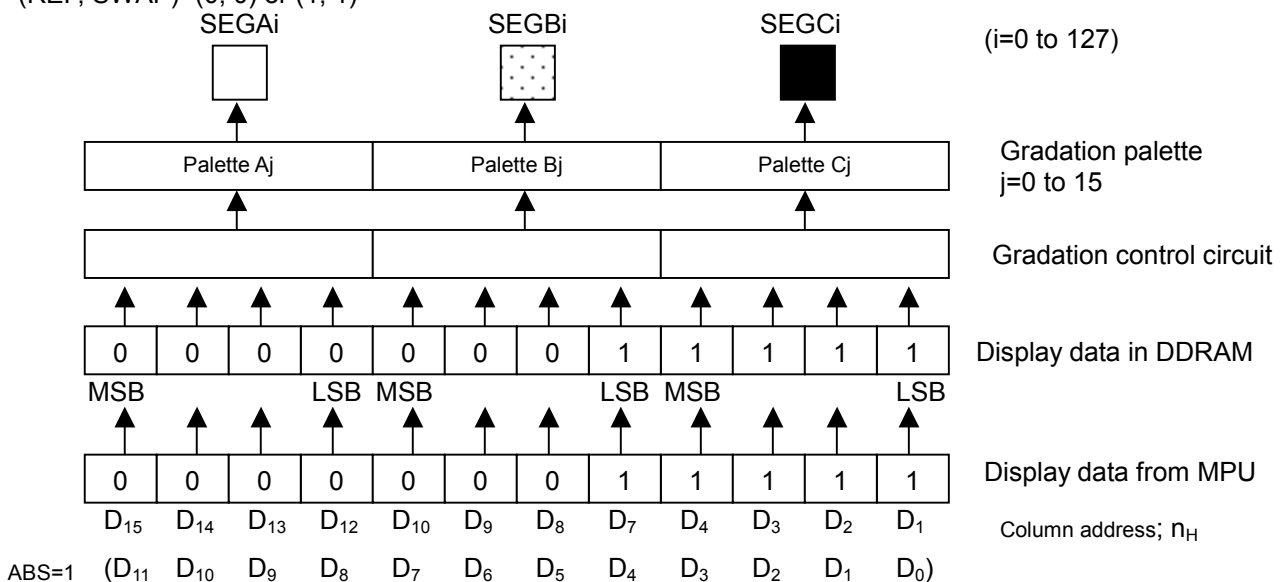 (REF, SWAP)=(0, 0) or (1, 1)
SEGAi SEGBi SEGCi (i=0 to 127)
Palette Aj Palette Bj Palette Cj Gradation palette
j=0 to 15
Gradation control circuit
0 0 0 0 0 0 0 1 1 1 1 1 Display data in DDRAM
MSB LSB MSB LSB MSB LSB
0 0 0 0 0 0 0 1 1 1 1 1 Display data from MPU
D15 D14 D13 D12 D10 D9 D8 D7 D4 D3 D2 D1 Column address; nH
ABS=1 (D11 D10 D9 D8 D7 D6 D5 D4 D3 D2 D1 D0)